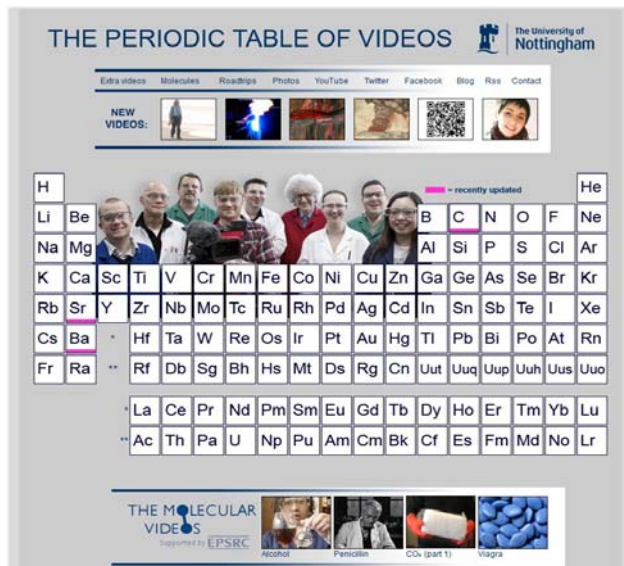 THE PERIODIC TABLE OF VIDEOS
The University of
Nottingham
Extra videos Molecules Roadtrips Photos YouTube Twitter Facebook Blog Rss Contact
NEW
VIDEOS:
= recently updated
H He
Li Be B C N O F Ne
Na Mg Al Si P S Cl Ar
K Ca Sc Ti V Cr Mn Fe Co Ni Cu Zn Ga Ge As Se Br Kr
Rb Sr Y Zr Nb Mo Tc Ru Rh Pd Ag Cd In Sn Sb Te I Xe
Cs Ba * Hf Ta W Re Os Ir Pt Au Hg Tl Pb Bi Po At Rn
Fr Ra ** Rf Db Sg Bh Hs Mt Ds Rg Cn Uut Uuq Uup Uuh Uus Uuo
* La Ce Pr Nd Pm Sm Eu Gd Tb Dy Ho Er Tm Yb Lu
** Ac Th Pa U Np Pu Am Cm Bk Cf Es Fm Md No Lr
THE MOLECULAR
VIDEOS
Supported by EPSRC
Alcohol Penicillin CO₂ (part 1) Viagra